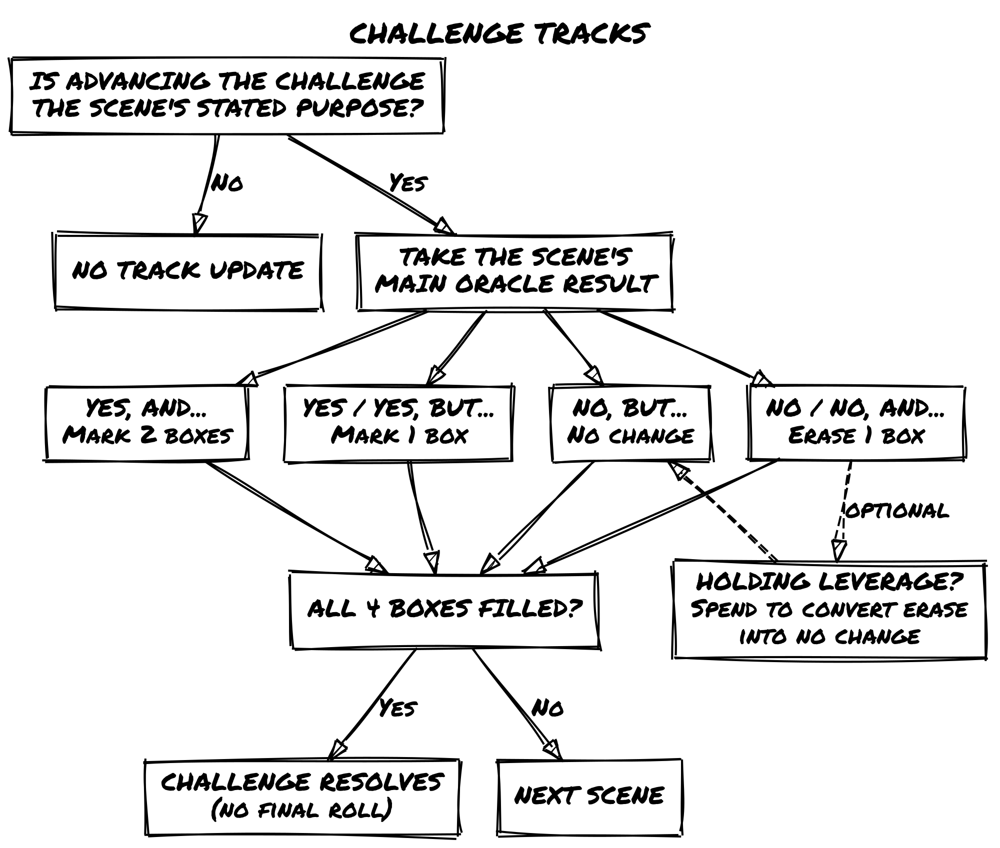 CHALLENGE TRACKS
IS ADVANCING THE CHALLENGE
THE SCENE'S STATED PURPOSE?
No
Yes
NO TRACK UPDATE
TAKE THE SCENE'S
MAIN ORACLE RESULT
YES, AND...
Mark 2 boxes
YES / YES, BUT...
Mark 1 box
NO, BUT...
No change
NO / NO, AND...
Erase 1 box
optional
ALL 4 BOXES FILLED?
HOLDING LEVERAGE?
Spend to convert erase
into no change
Yes
No
CHALLENGE RESOLVES
(no final roll)
NEXT SCENE